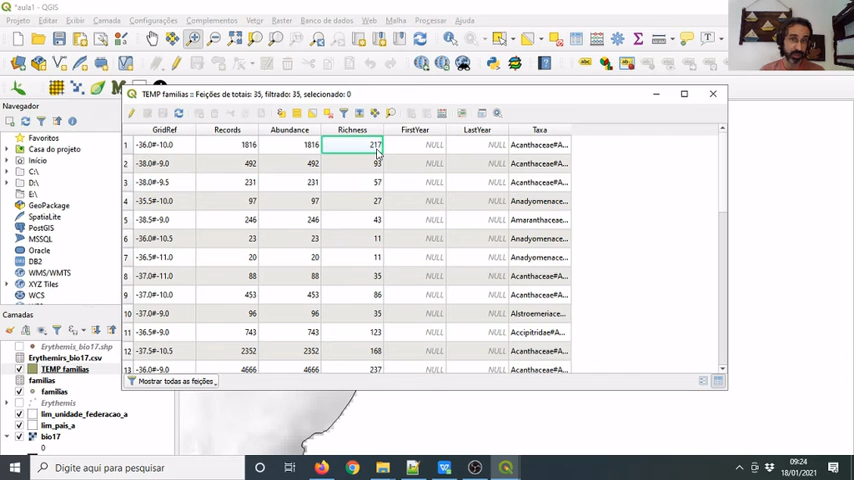 *aula1 — QGIS
Projeto Editar Exibir Camada Configurações Complementos Vetor Raster Banco de dados Web Malha Processar Ajuda
TEMP familias :: Feições de totais: 35, filtrado: 35, selecionado: 0
Navegador
Favoritos
Casa do projeto
Início
C:\
D:\
E:\
GeoPackage
SpatiaLite
PostGIS
MSSQL
Oracle
DB2
WMS/WMTS
XYZ Tiles
WCS
GridRef Records Abundance Richness FirstYear LastYear Taxa
1 -36.0#-10.0 1816 1816 217 NULL NULL Acanthaceae#A...
2 -38.0#-9.0 492 492 93 NULL NULL Acanthaceae#A...
3 -38.0#-9.5 231 231 57 NULL NULL Acanthaceae#A...
4 -35.5#-10.0 97 97 27 NULL NULL Anadyomenace...
5 -38.5#-9.0 246 246 43 NULL NULL Amaranthaceae...
6 -36.0#-10.5 23 23 11 NULL NULL Anadyomenace...
7 -36.5#-11.0 20 20 11 NULL NULL Anadyomenace...
8 -37.0#-11.0 88 88 35 NULL NULL Acanthaceae#A...
9 -37.0#-10.0 453 453 86 NULL NULL Acanthaceae#A...
10 -37.0#-9.0 96 96 35 NULL NULL Alstroemeriace...
11 -36.5#-9.0 743 743 123 NULL NULL Accipitridae#A...
12 -37.5#-10.5 2352 2352 168 NULL NULL Acanthaceae#A...
13 -36.0#-9.0 4666 4666 237 NULL NULL Acanthaceae#A...
Mostrar todas as feições
Camadas
Erythemis_bio17.shp
Erythemirs_bio17.csv
TEMP familias
familias
familias
Erythemis
lim_unidade_federacao_a
lim_pais_a
bio17
0
Digite aqui para pesquisar
09:24
18/01/2021